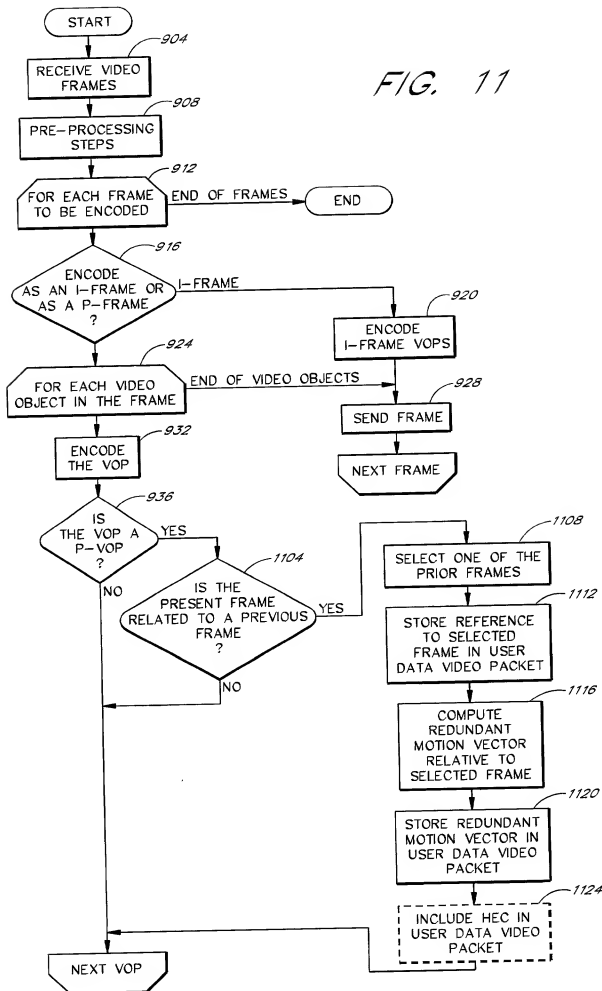 START
904
RECEIVE VIDEO
FRAMES
FIG. 11
908
PRE-PROCESSING
STEPS
912
FOR EACH FRAME
TO BE ENCODED
END OF FRAMES
END
916
ENCODE
AS AN I-FRAME OR
AS A P-FRAME
?
I-FRAME
920
ENCODE
I-FRAME VOPS
924
FOR EACH VIDEO
OBJECT IN THE FRAME
END OF VIDEO OBJECTS
928
SEND FRAME
NEXT FRAME
932
ENCODE
THE VOP
936
IS
THE VOP A
P-VOP
?
YES
NO
1104
IS THE
PRESENT FRAME
RELATED TO A PREVIOUS
FRAME
?
YES
NO
1108
SELECT ONE OF THE
PRIOR FRAMES
1112
STORE REFERENCE
TO SELECTED
FRAME IN USER
DATA VIDEO PACKET
1116
COMPUTE
REDUNDANT
MOTION VECTOR
RELATIVE TO
SELECTED FRAME
1120
STORE REDUNDANT
MOTION VECTOR IN
USER DATA VIDEO
PACKET
1124
INCLUDE HEC IN
USER DATA VIDEO
PACKET
NEXT VOP